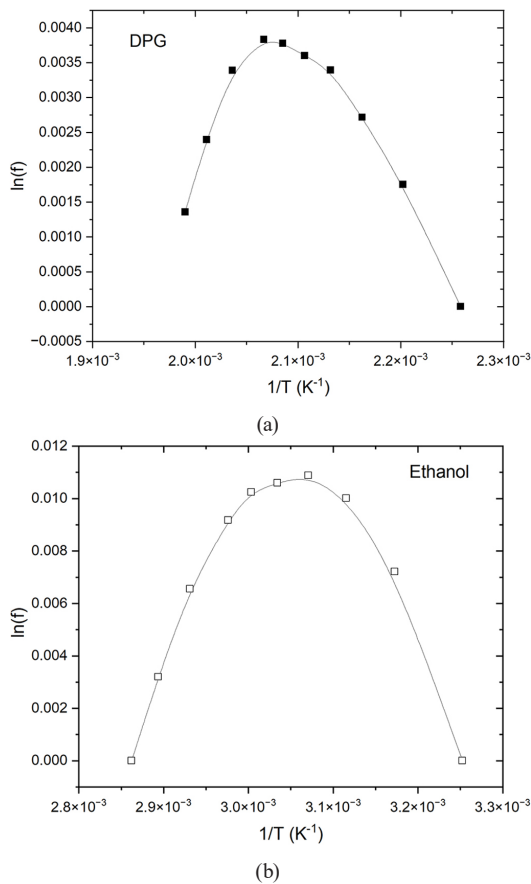 DPG
0.0040
0.0035
0.0030
0.0025
0.0020
0.0015
0.0010
0.0005
0.0000
−0.0005
ln(f)
1.9×10⁻³ 2.0×10⁻³ 2.1×10⁻³ 2.2×10⁻³ 2.3×10⁻³
1/T (K⁻¹)
(a)
Ethanol
0.012
0.010
0.008
0.006
0.004
0.002
0.000
ln(f)
2.8×10⁻³ 2.9×10⁻³ 3.0×10⁻³ 3.1×10⁻³ 3.2×10⁻³ 3.3×10⁻³
1/T (K⁻¹)
(b)